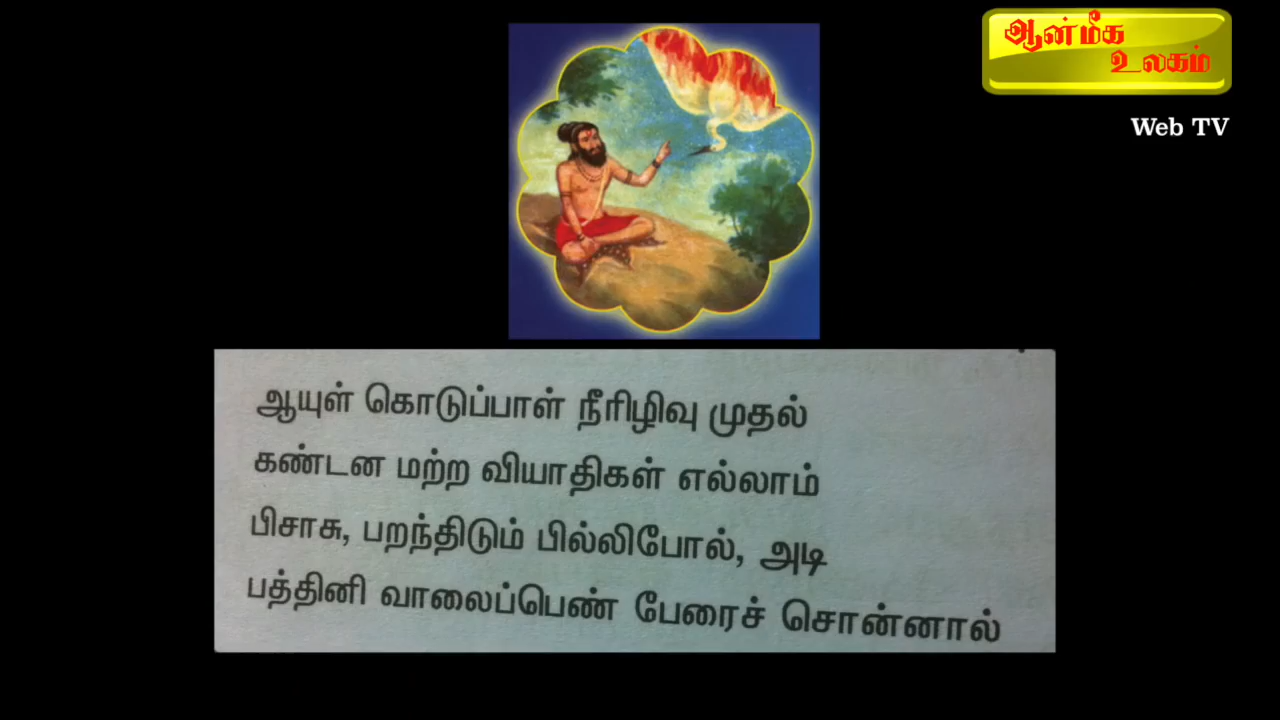 ஆன்மீக
உலகம்
Web TV
ஆயுள் கொடுப்பாள் நீரிழிவு முதல்
கண்டன மற்ற வியாதிகள் எல்லாம்
பிசாசு, பறந்திடும் பில்லிபோல், அடி
பத்தினி வாலைப்பெண் பேரைச் சொன்னால்